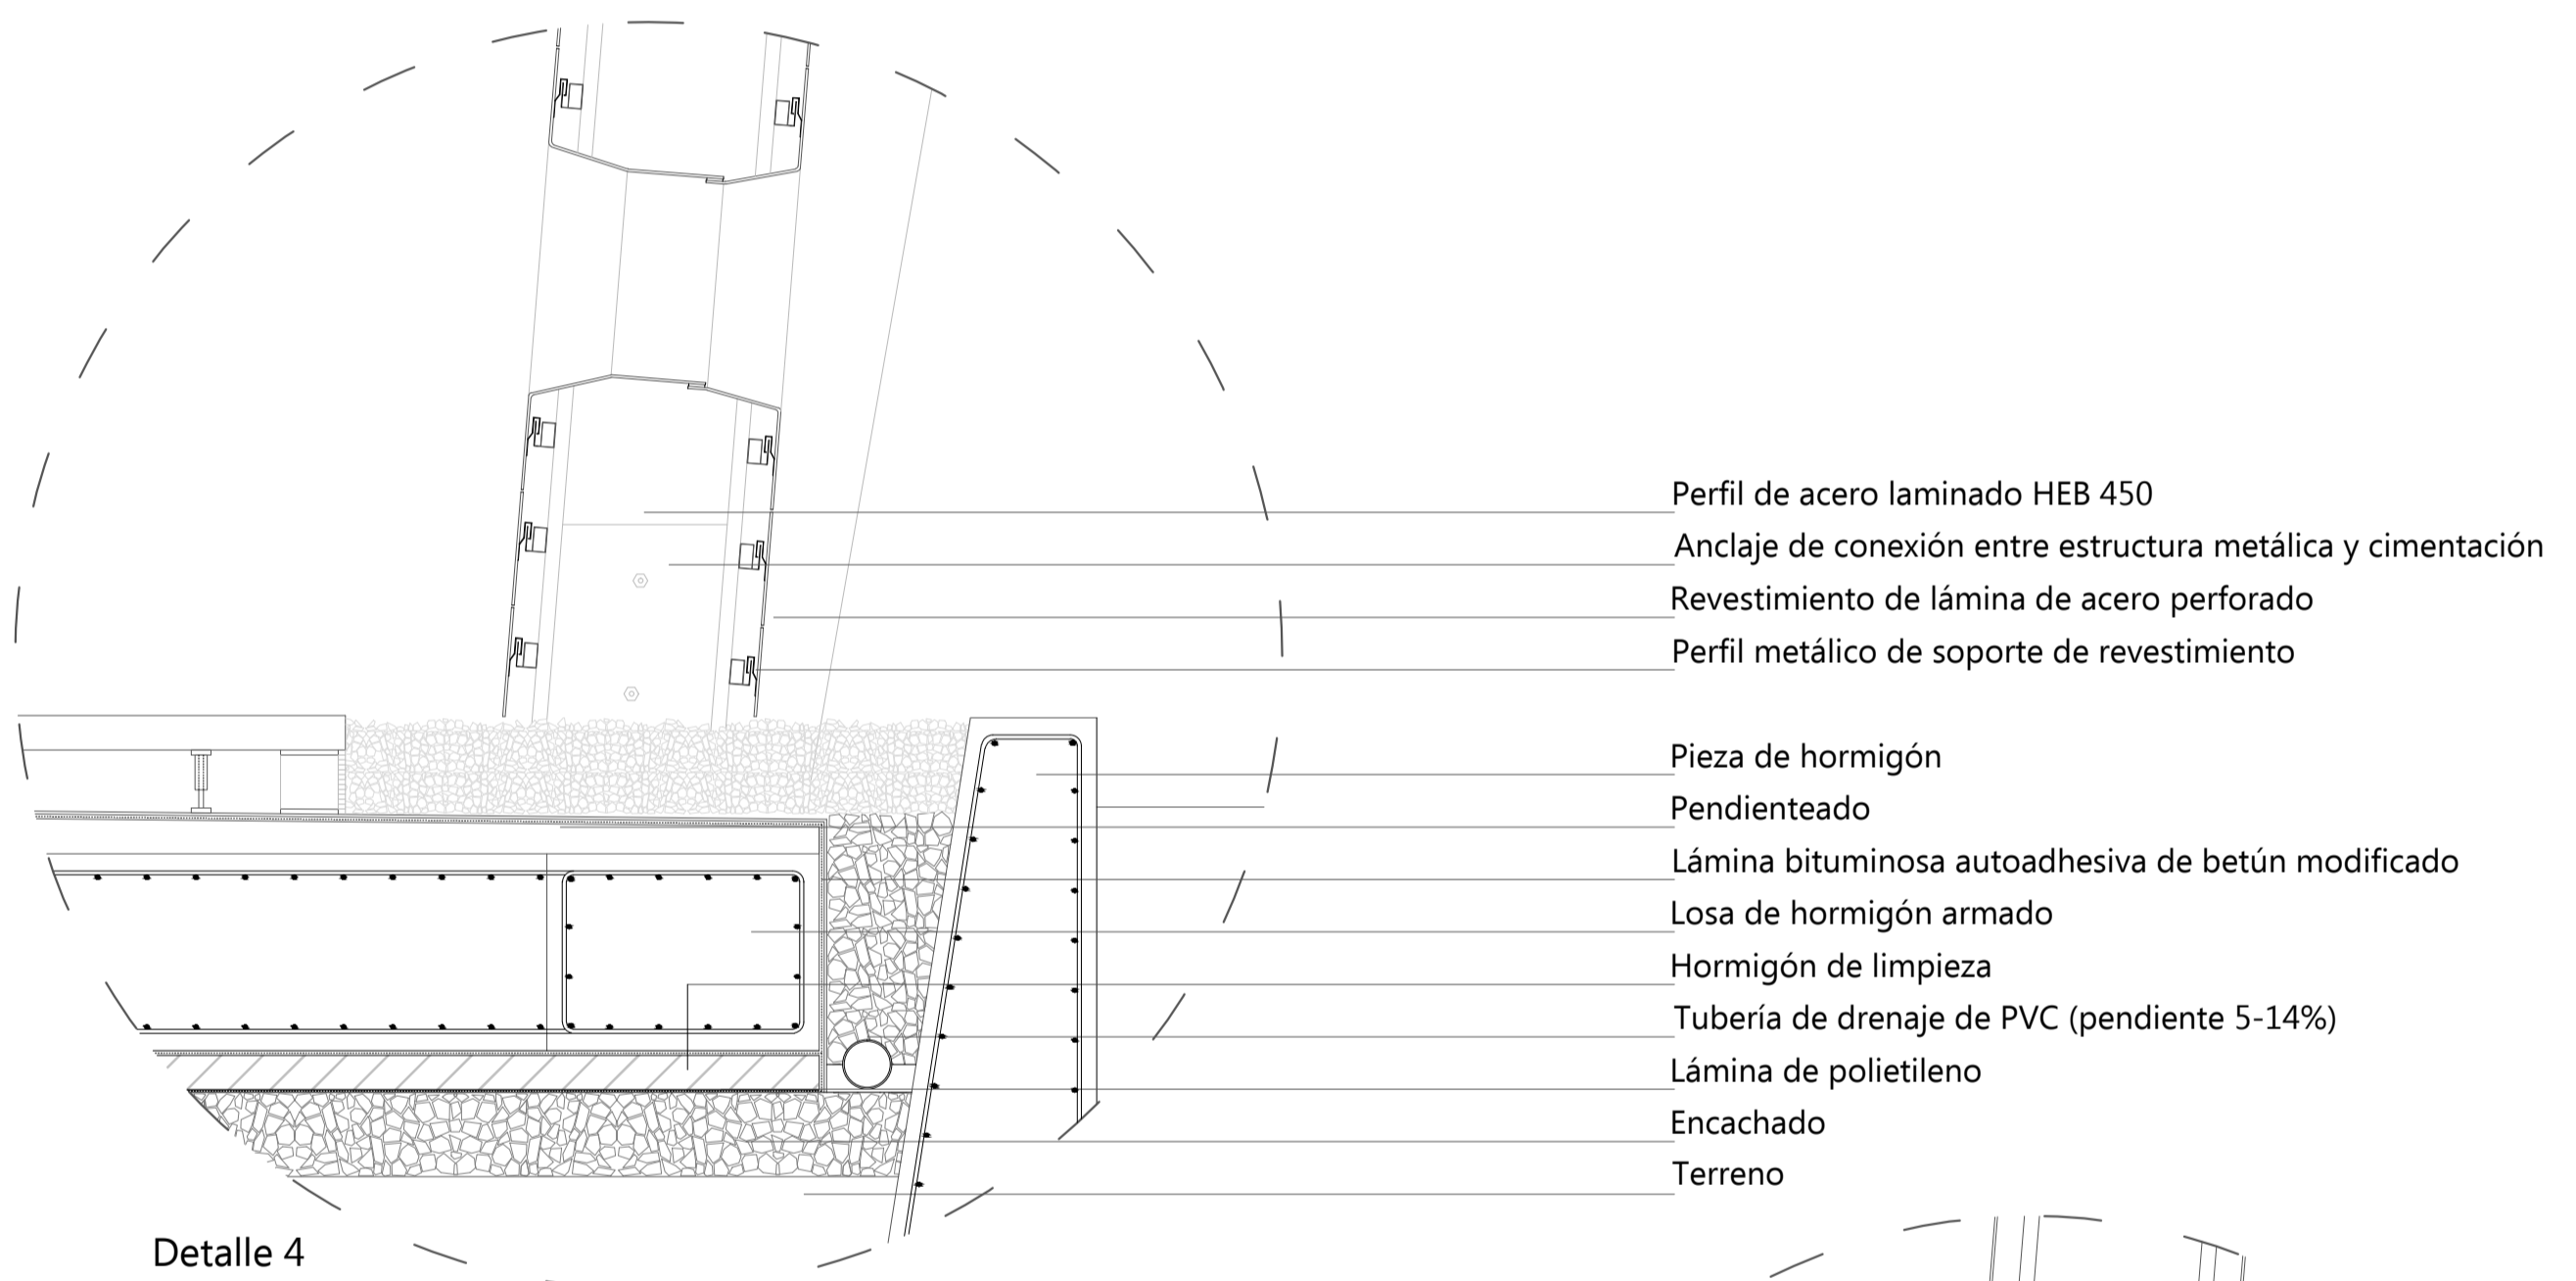 Perfil de acero laminado HEB 450
Anclaje de conexión entre estructura metálica y cimentación
Revestimiento de lámina de acero perforado
Perfil metálico de soporte de revestimiento
Pieza de hormigón
Pendienteado
Lámina bituminosa autoadhesiva de betún modificado
Losa de hormigón armado
Hormigón de limpieza
Tubería de drenaje de PVC (pendiente 5-14%)
Lámina de polietileno
Encachado
Terreno
Detalle 4